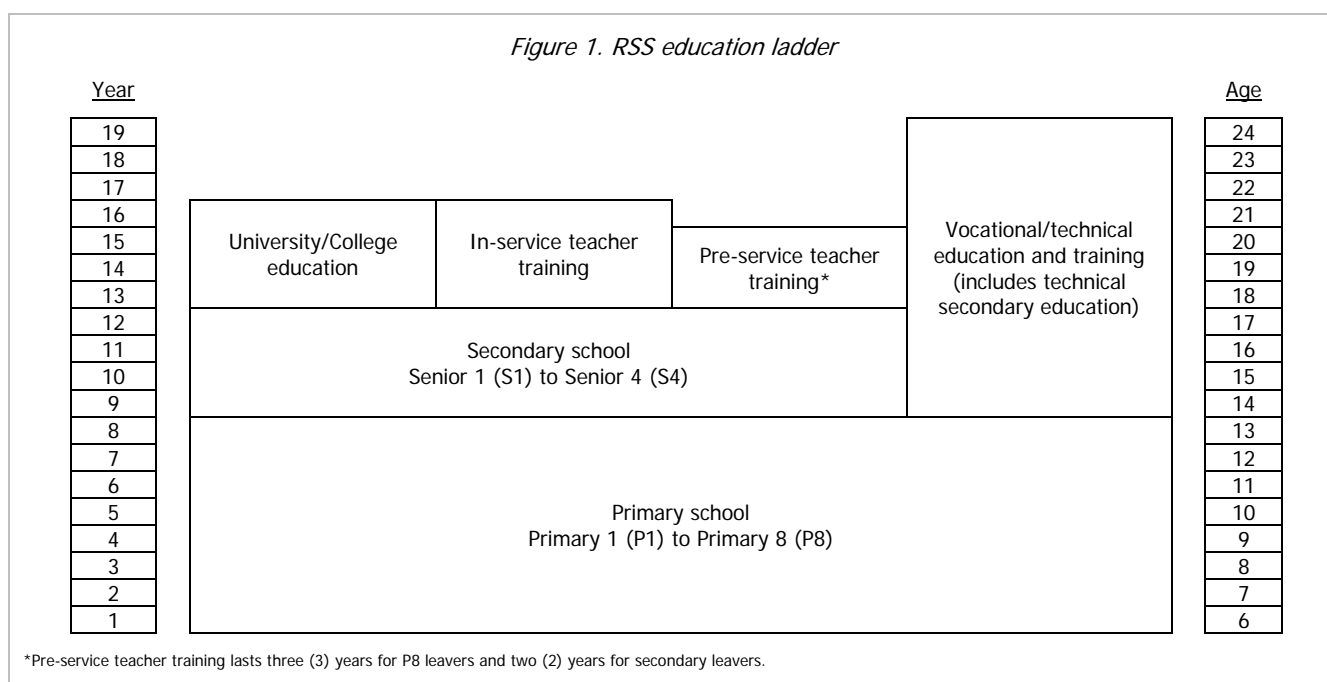 Figure 1. RSS education ladder
Year
Age
19
24
18
23
17
22
16
21
15
20
14
19
13
18
12
17
11
16
10
15
9
14
8
13
7
12
6
11
5
10
4
9
3
8
2
7
1
6
University/College
education
In-service teacher
training
Pre-service teacher
training*
Vocational/technical
education and training
(includes technical
secondary education)
Secondary school
Senior 1 (S1) to Senior 4 (S4)
Primary school
Primary 1 (P1) to Primary 8 (P8)
*Pre-service teacher training lasts three (3) years for P8 leavers and two (2) years for secondary leavers.